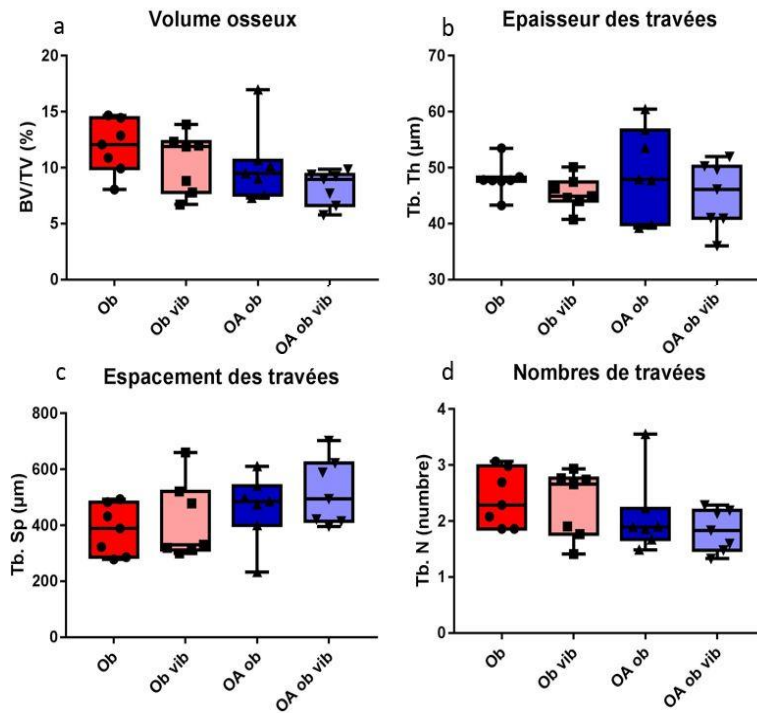 a
Volume osseux
BV/TV (%)
20
15
10
5
0
Ob
Ob vib
OA ob
OA ob vib
b
Epaisseur des travées
Tb. Th (µm)
70
60
50
40
30
Ob
Ob vib
OA ob
OA ob vib
c
Espacement des travées
Tb. Sp (µm)
800
600
400
200
0
Ob
Ob vib
OA ob
OA ob vib
d
Nombres de travées
Tb. N (numbre)
4
3
2
1
0
Ob
Ob vib
OA ob
OA ob vib